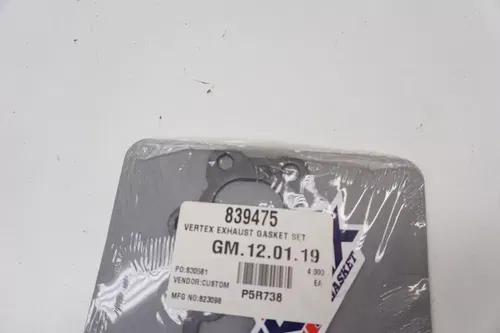 839475
VERTEX EXHAUST GASKET SET
GM.12.01.19
PO:830581
4.000
VENDOR:CUSTOM
EA
MFG NO:823098
P5R738
GASKET